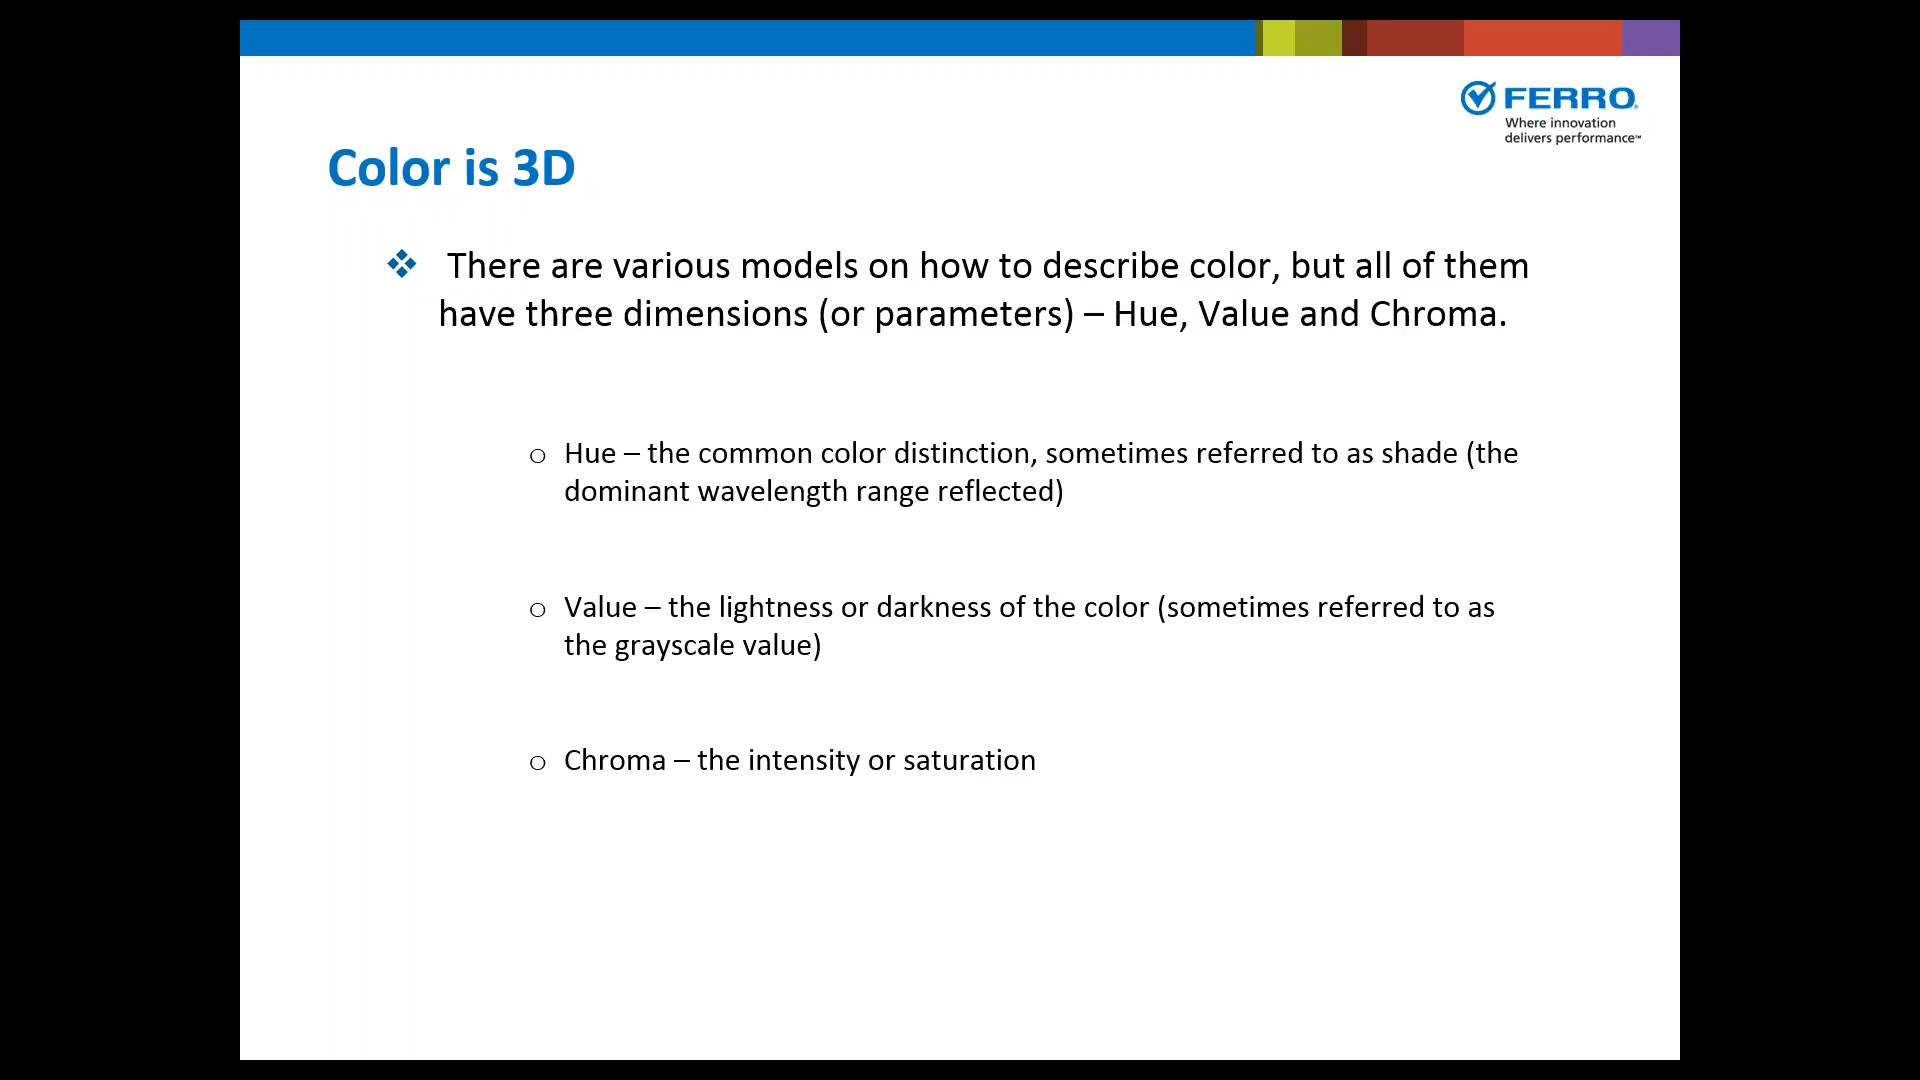 FERRO
Where innovation
delivers performance™
Color is 3D
❖ There are various models on how to describe color, but all of them
have three dimensions (or parameters) – Hue, Value and Chroma.
o Hue – the common color distinction, sometimes referred to as shade (the
dominant wavelength range reflected)
o Value – the lightness or darkness of the color (sometimes referred to as
the grayscale value)
o Chroma – the intensity or saturation